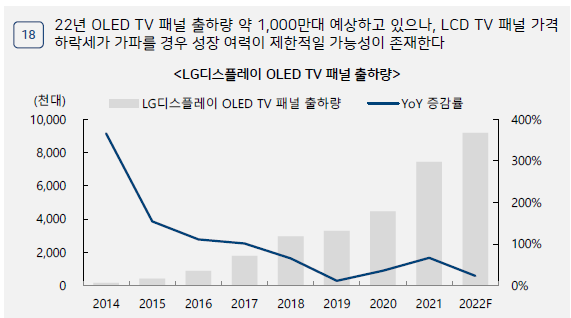 18
22년 OLED TV 패널 출하량 약 1,000만대 예상하고 있으나, LCD TV 패널 가격
하락세가 가파를 경우 성장 여력이 제한적일 가능성이 존재한다
<LG디스플레이 OLED TV 패널 출하량>
(천대)
LG디스플레이 OLED TV 패널 출하량
YoY 증감률
10,000
8,000
6,000
4,000
2,000
0
400%
300%
200%
100%
0%
2014 2015 2016 2017 2018 2019 2020 2021 2022F